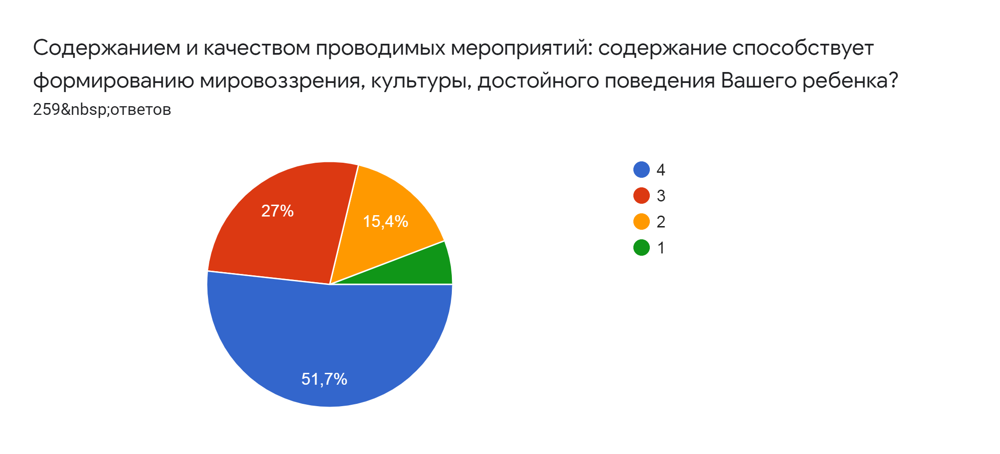 Содержанием и качеством проводимых мероприятий: содержание способствует
формированию мировоззрения, культуры, достойного поведения Вашего ребенка?
259&nbsp;ответов
4
3
2
1
27%
15,4%
51,7%